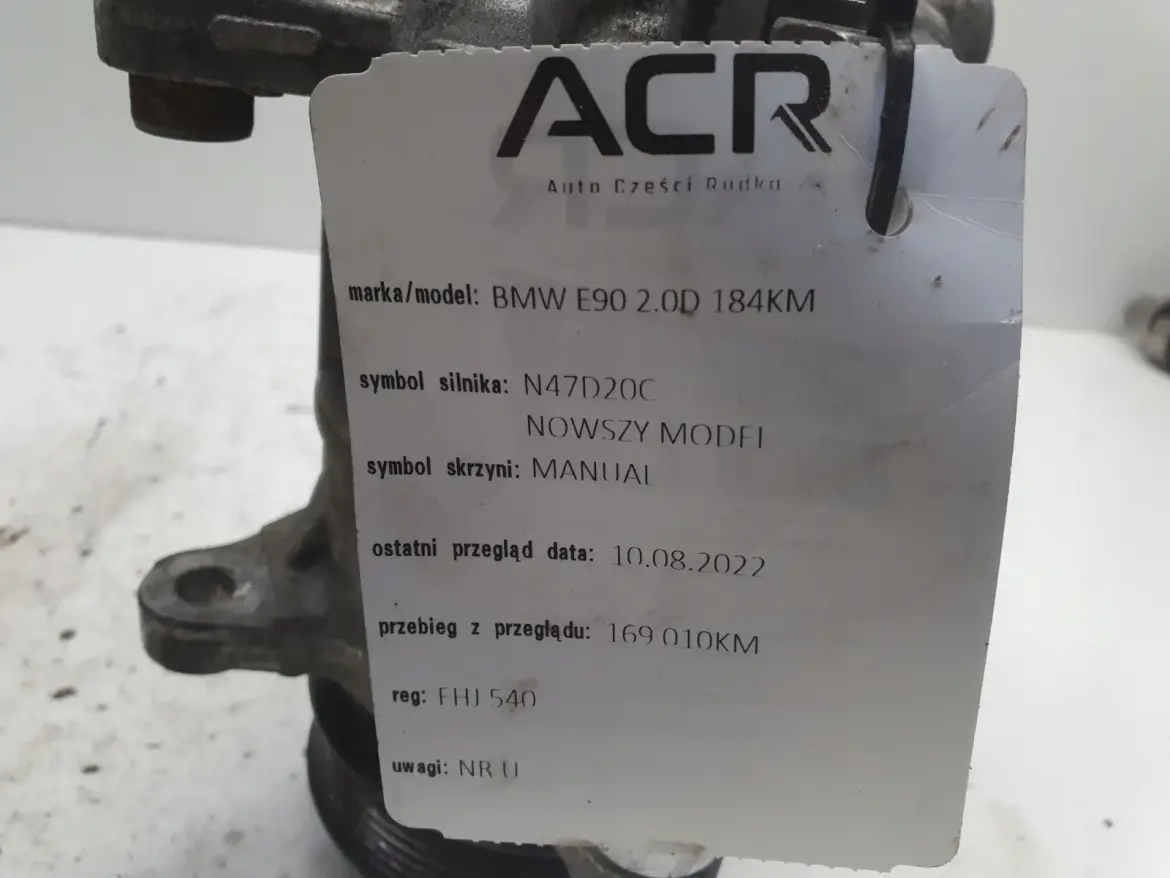 ACR
Auto Części Rudka
marka/model: BMW E90 2.0D 184KM
symbol silnika: N47D20C
NOWSZY MODEL
symbol skrzyni: MANUAL
ostatni przegląd data: 10.08.2022
przebieg z przeglądu: 169 010KM
reg: FHJ 540
uwagi: NR U